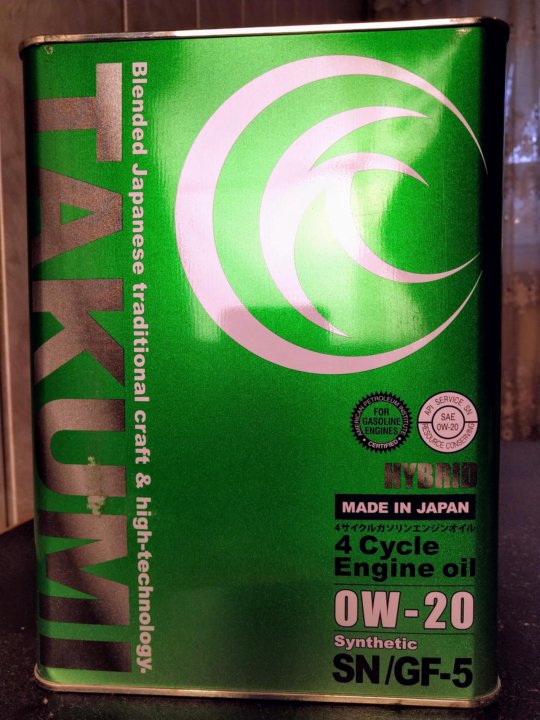 TAKUMI
Blended Japanese traditional craft & high-technology.
AMERICAN PETROLEUM INSTITUTE
FOR
GASOLINE
ENGINES
CERTIFIED
API SERVICE SN
SAE
0W-20
RESOURCE CONSERVING
HYBRID
MADE IN JAPAN
4サイクルガソリンエンジンオイル
4 Cycle
Engine oil
0W-20
Synthetic
SN/GF-5